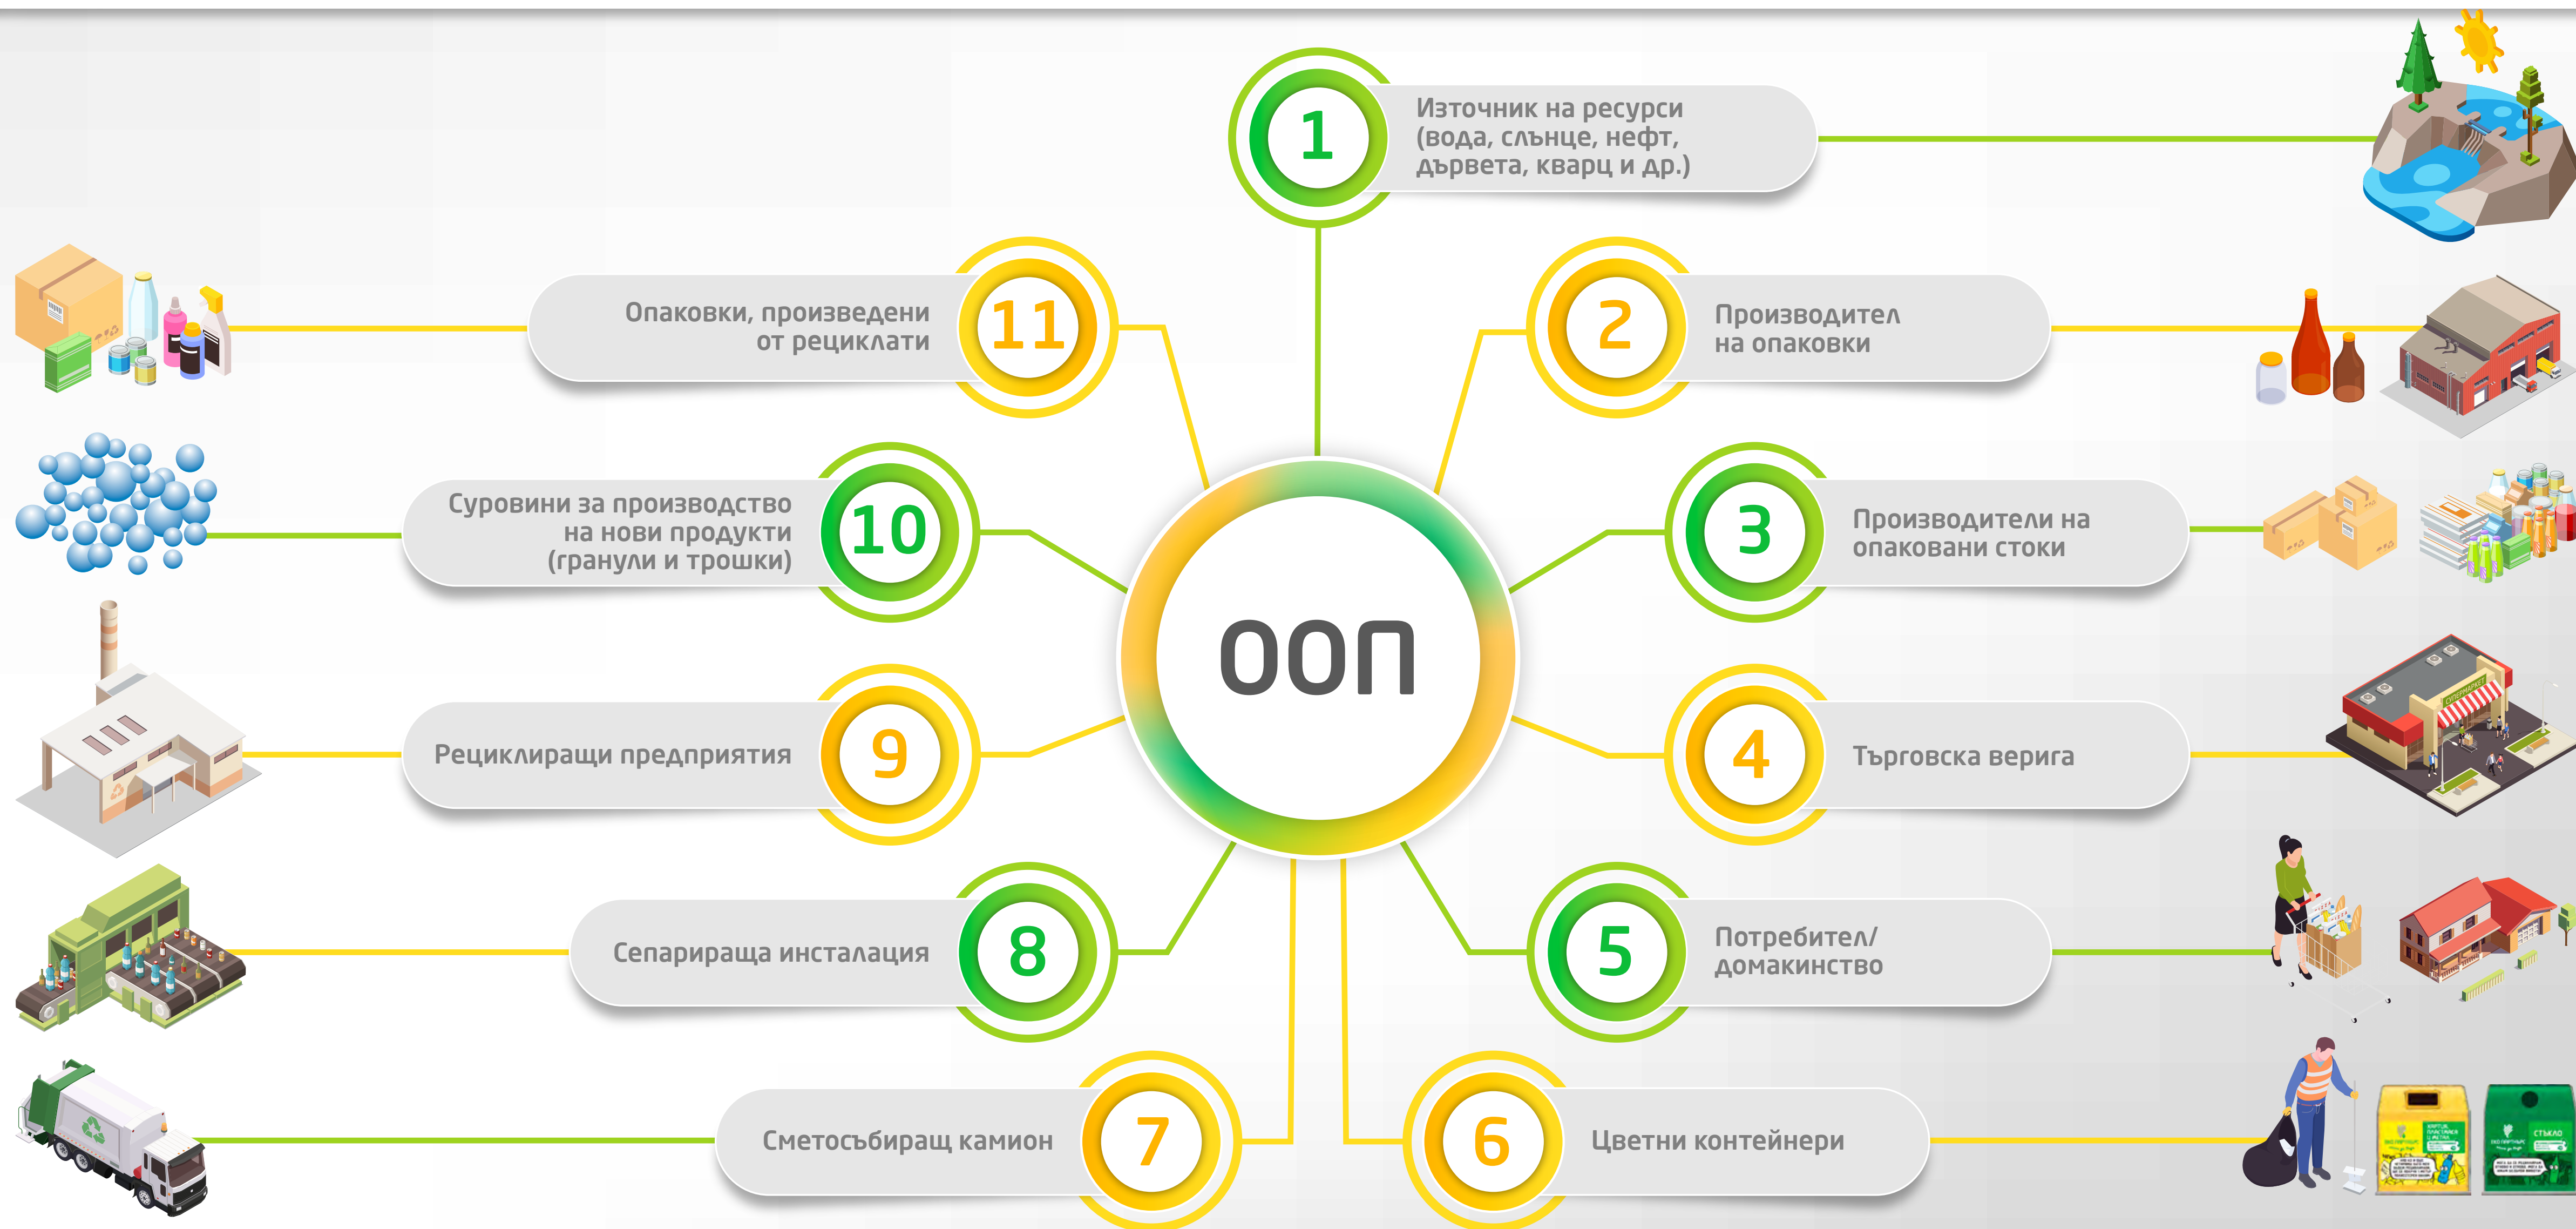 1
Източник на ресурси
(вода, слънце, нефт,
дървета, кварц и др.)
2
Производител
на опаковки
3
Производители на
опаковани стоки
4
Търговска верига
СУПЕРМАРКЕТ
5
Потребител/
домакинство
6
Цветни контейнери
СТЪКЛО
7
Сметосъбиращ камион
8
Сепарираща инсталация
9
Рециклиращи предприятия
10
Суровини за производство
на нови продукти
(гранули и трошки)
11
Опаковки, произведени
от рециклати
ООП